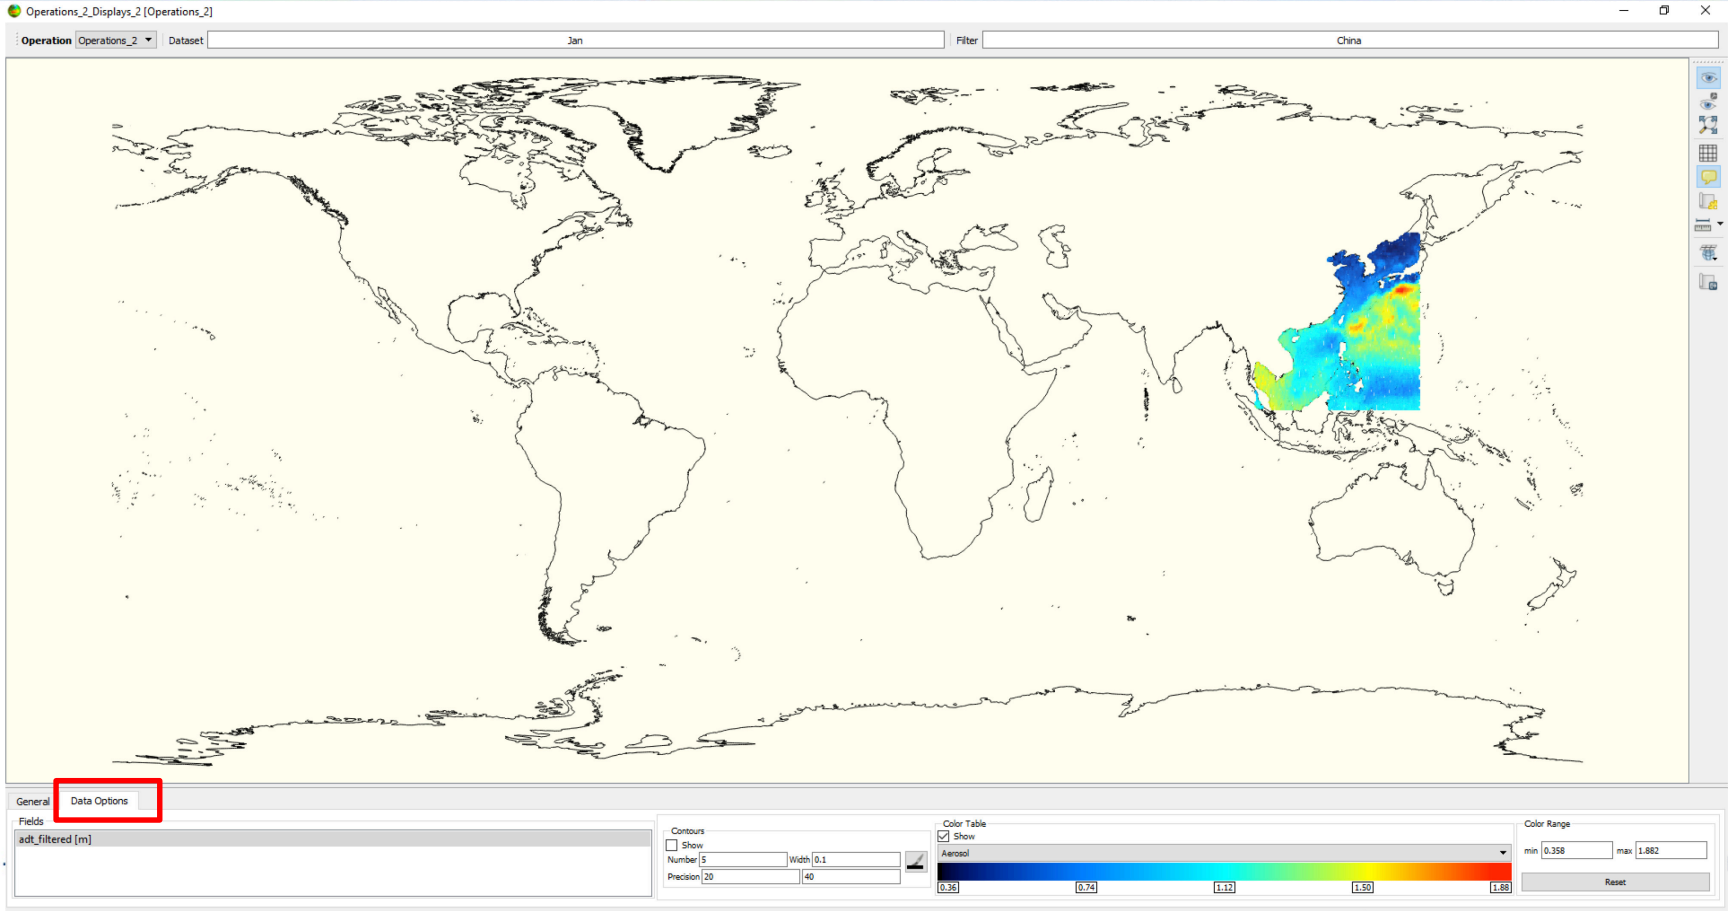 Operations_2_Displays_2 [Operations_2]
Operation Operations_2 Dataset Jan Filter China
General Data Options
Fields
adt_filtered [m]
Contours
Show
Number 5 Width 0.1
Precision 20 40
Color Table
Show
Aerosol
0.36 0.74 1.12 1.50 1.88
Color Range
min 0.358 max 1.882
Reset